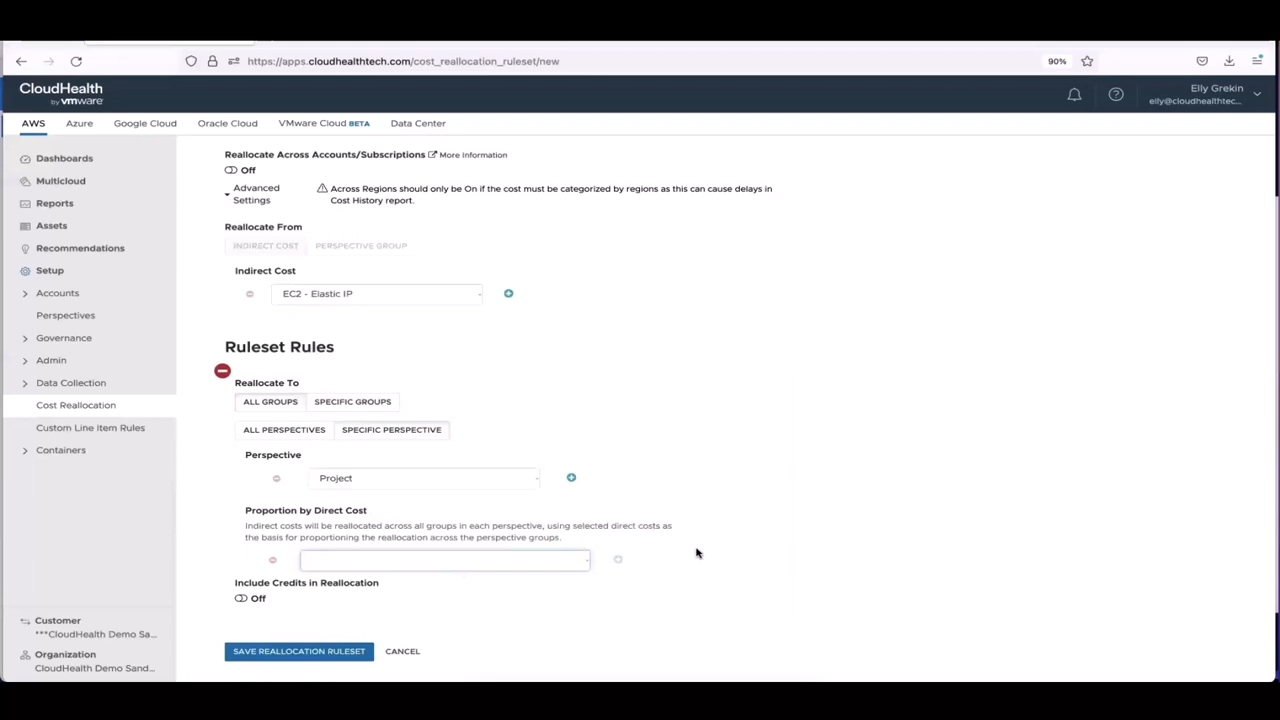 https://apps.cloudhealthtech.com/cost_reallocation_ruleset/new
90%
CloudHealth
by vmware
Elly Grekin
elly@cloudhealthtec...
AWS
Azure
Google Cloud
Oracle Cloud
VMware Cloud BETA
Data Center
Dashboards
Multicloud
Reports
Assets
Recommendations
Setup
Accounts
Perspectives
Governance
Admin
Data Collection
Cost Reallocation
Custom Line Item Rules
Containers
Customer
***CloudHealth Demo Sa...
Organization
CloudHealth Demo Sand...
Reallocate Across Accounts/Subscriptions More Information
Off
Advanced
Settings
Across Regions should only be On if the cost must be categorized by regions as this can cause delays in
Cost History report.
Reallocate From
INDIRECT COST
PERSPECTIVE GROUP
Indirect Cost
EC2 - Elastic IP
Ruleset Rules
Reallocate To
ALL GROUPS
SPECIFIC GROUPS
ALL PERSPECTIVES
SPECIFIC PERSPECTIVE
Perspective
Project
Proportion by Direct Cost
Indirect costs will be reallocated across all groups in each perspective, using selected direct costs as
the basis for proportioning the reallocation across the perspective groups.
Include Credits in Reallocation
Off
SAVE REALLOCATION RULESET
CANCEL